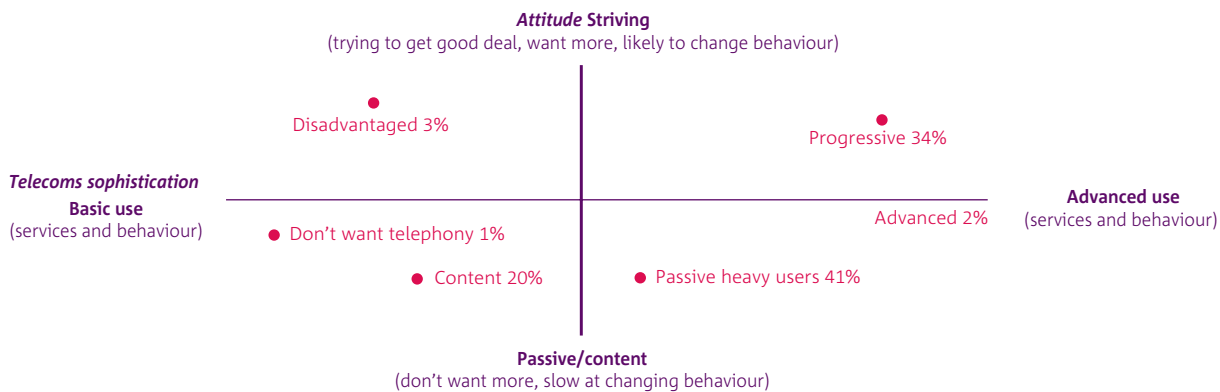 Attitude Striving
(trying to get good deal, want more, likely to change behaviour)
Disadvantaged 3%
Progressive 34%
Telecoms sophistication
Basic use
(services and behaviour)
Advanced use
(services and behaviour)
Advanced 2%
Don’t want telephony 1%
Content 20%
Passive heavy users 41%
Passive/content
(don’t want more, slow at changing behaviour)